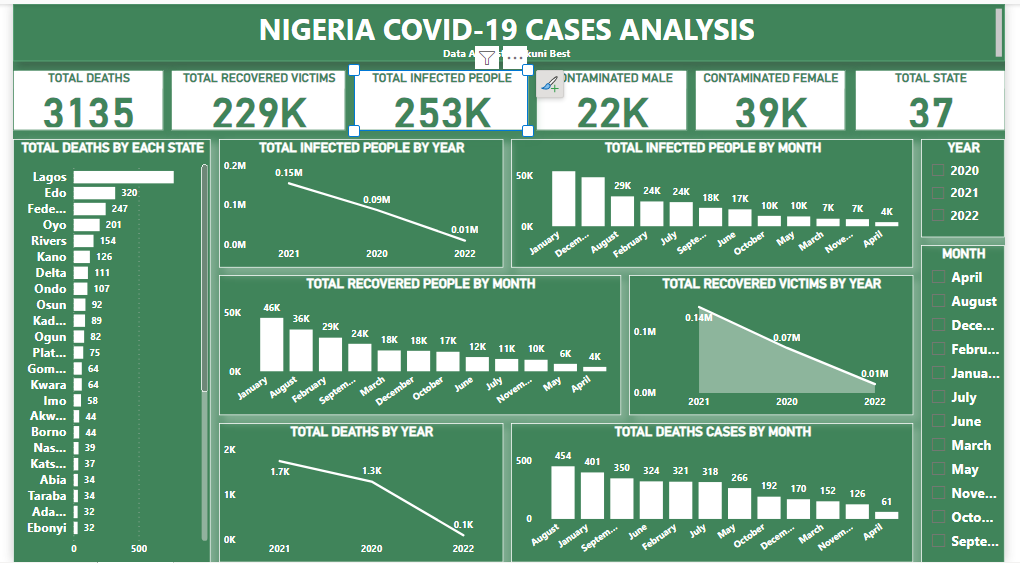 NIGERIA COVID-19 CASES ANALYSIS
Data A
kuni Best
TOTAL DEATHS
3135
TOTAL RECOVERED VICTIMS
229K
TOTAL INFECTED PEOPLE
253K
ONTAMINATED MALE
22K
CONTAMINATED FEMALE
39K
TOTAL STATE
37
TOTAL DEATHS BY EACH STATE
Lagos
Edo 320
Fede... 247
Oyo 201
Rivers 154
Kano 126
Delta 111
Ondo 107
Osun 92
Kad... 89
Ogun 82
Plat... 75
Gom... 64
Kwara 64
Imo 58
Akw... 44
Borno 44
Nas... 39
Kats... 37
Abia 34
Taraba 34
Ada... 32
Ebonyi 32
0 500
TOTAL INFECTED PEOPLE BY YEAR
0.2M
0.1M
0.0M
0.15M 0.09M 0.01M
2021 2020 2022
TOTAL INFECTED PEOPLE BY MONTH
50K
0K
29K 24K 24K 18K 17K 10K 10K 7K 7K 4K
January Decem... August February July Septe... June October May March Nove... April
TOTAL RECOVERED PEOPLE BY MONTH
50K
0K
46K 36K 29K 24K 18K 18K 17K 12K 11K 10K 6K 4K
January August February Septem... March December October June July Novem... May April
TOTAL RECOVERED VICTIMS BY YEAR
0.1M
0.0M
0.14M 0.07M 0.01M
2021 2020 2022
TOTAL DEATHS BY YEAR
2K
1K
0K
1.7K 1.3K 0.1K
2021 2020 2022
TOTAL DEATHS CASES BY MONTH
500
0
454 401 350 324 321 318 266 192 170 152 126 61
August January Septem... June February July May October Decem... March Novem... April
YEAR
2020
2021
2022
MONTH
April
August
Dece...
Febru...
Janua...
July
June
March
May
Nove...
Octo...
Septe...